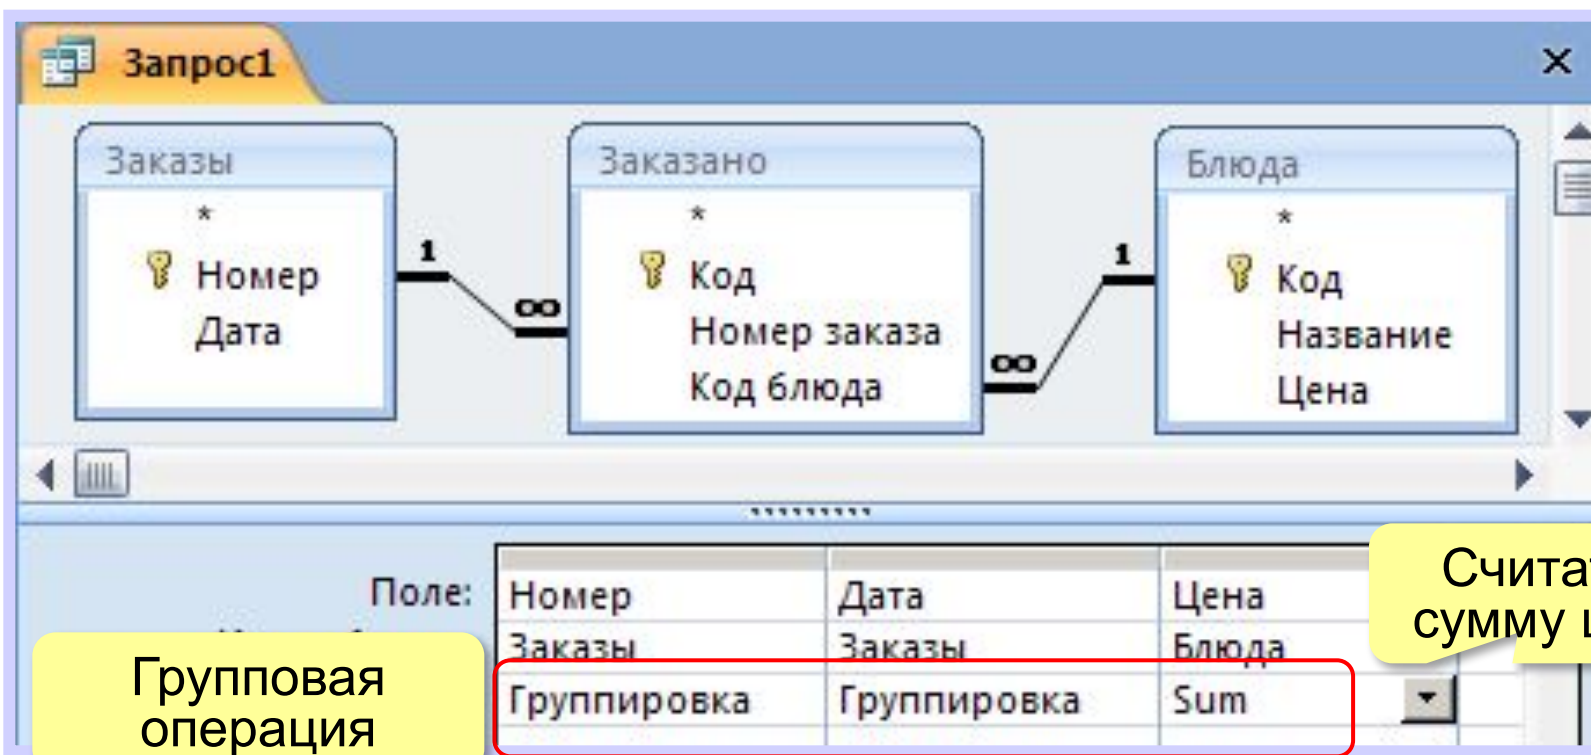 Запрос1
Заказы
*
Номер
Дата
1
∞
Заказано
*
Код
Номер заказа
Код блюда
∞
1
Блюда
*
Код
Название
Цена
Поле:
Номер
Дата
Цена
Заказы
Заказы
Блюда
Группировка
Группировка
Sum
Групповая
операция
сумму